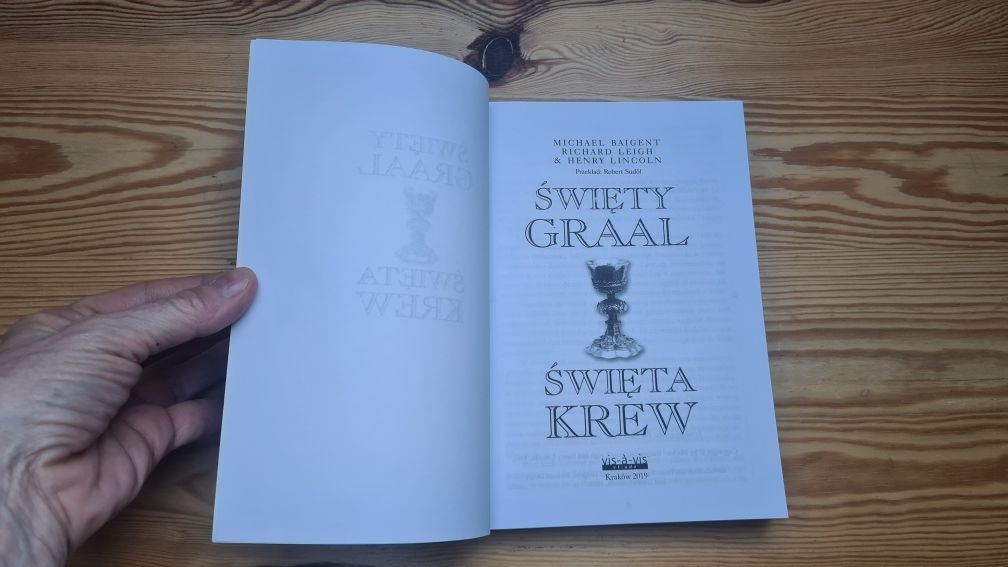 MICHAEL BAIGENT
RICHARD LEIGH
& HENRY LINCOLN
Przekład: Robert Sudół
ŚWIĘTY
GRAAL
ŚWIĘTA
KREW
vis-à-vis
etiuda
Kraków 2019